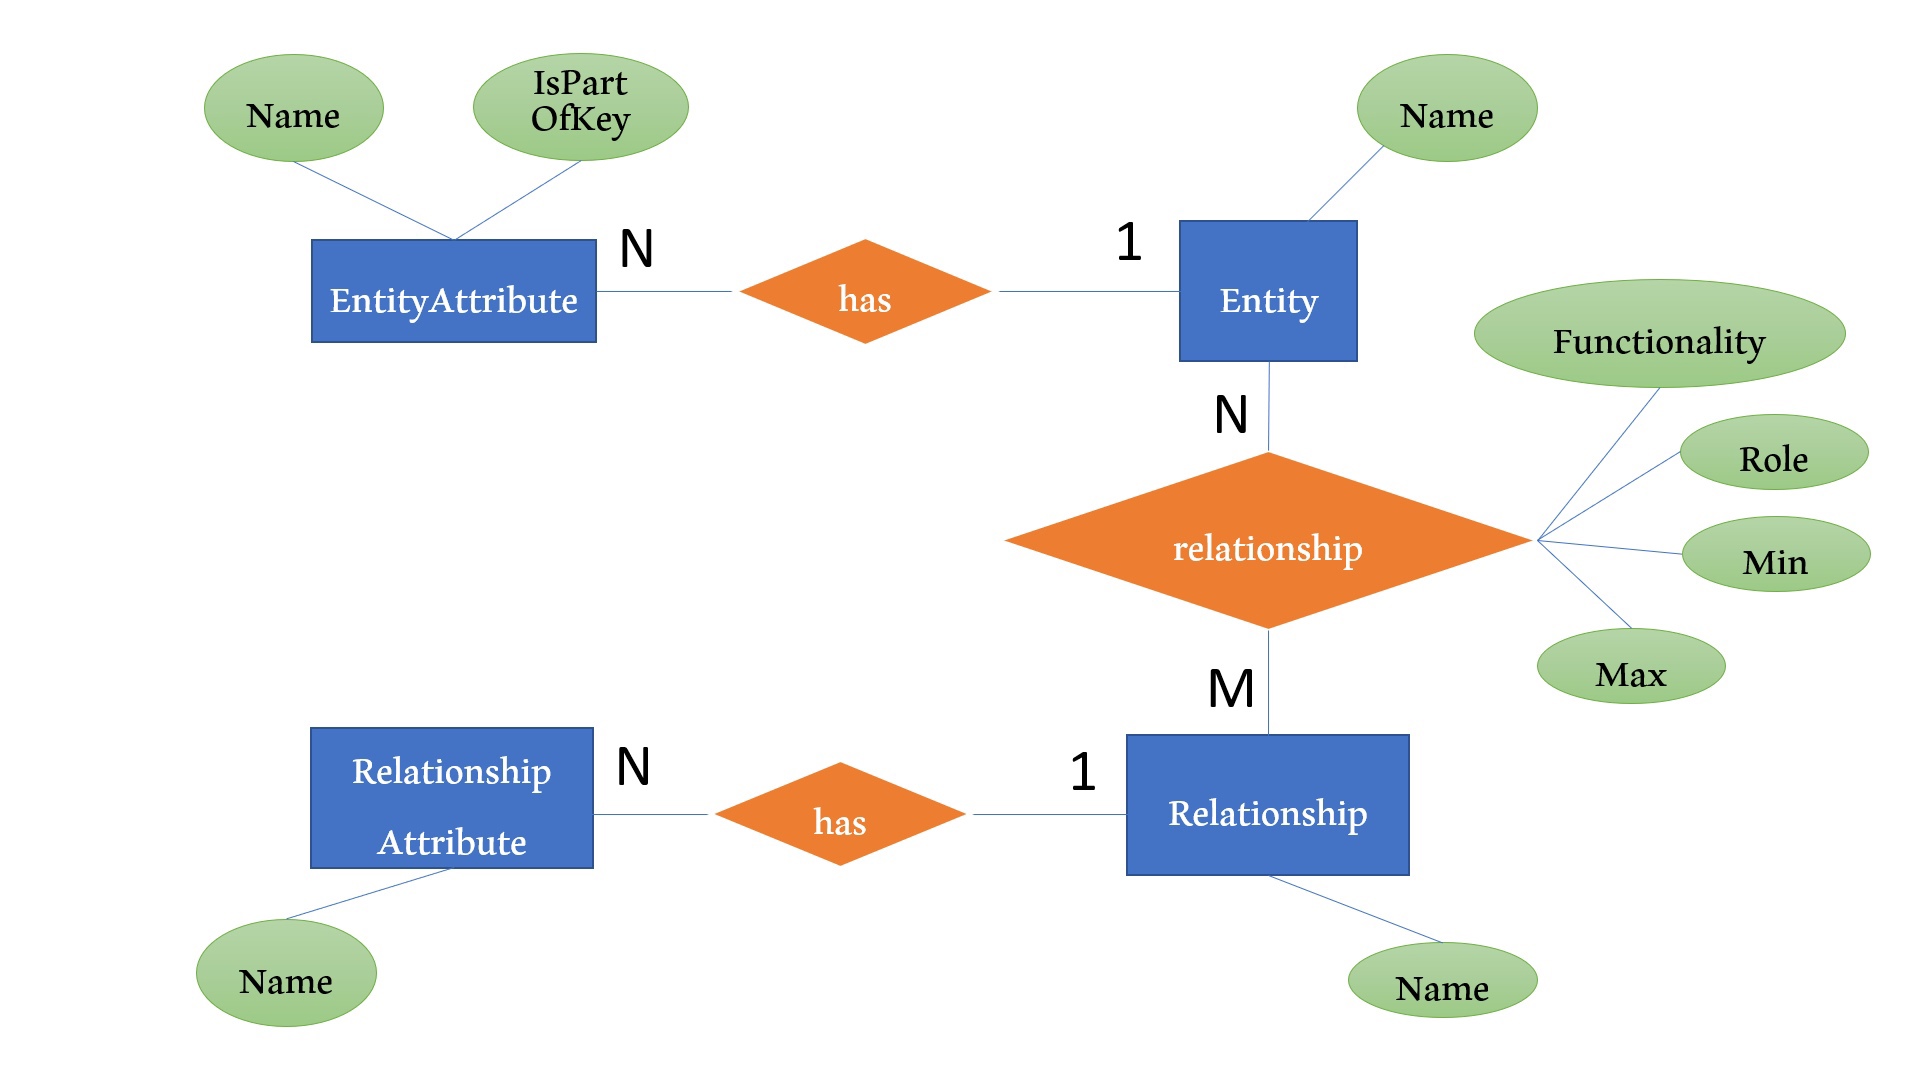 Name
IsPart
OfKey
Name
N
1
EntityAttribute
has
Entity
Functionality
N
Role
relationship
Min
Max
M
Relationship
Attribute
N
has
1
Relationship
Name
Name